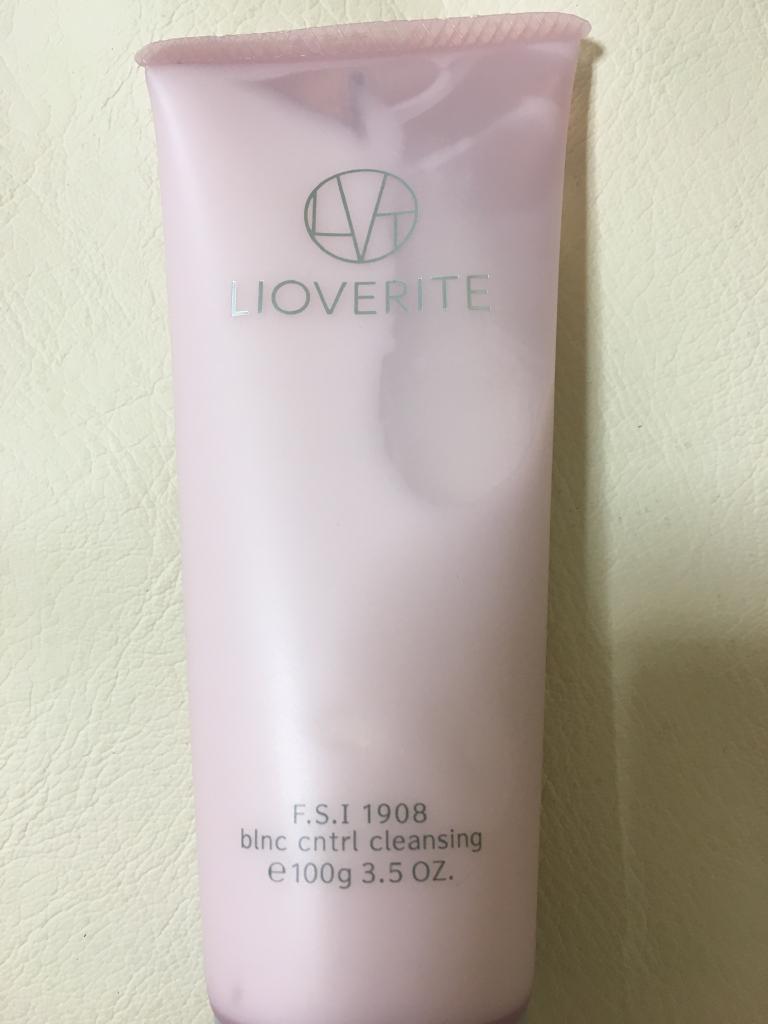 LVT
LIOVERITE
F.S.I 1908
blnc cntrl cleansing
℮100g 3.5 OZ.